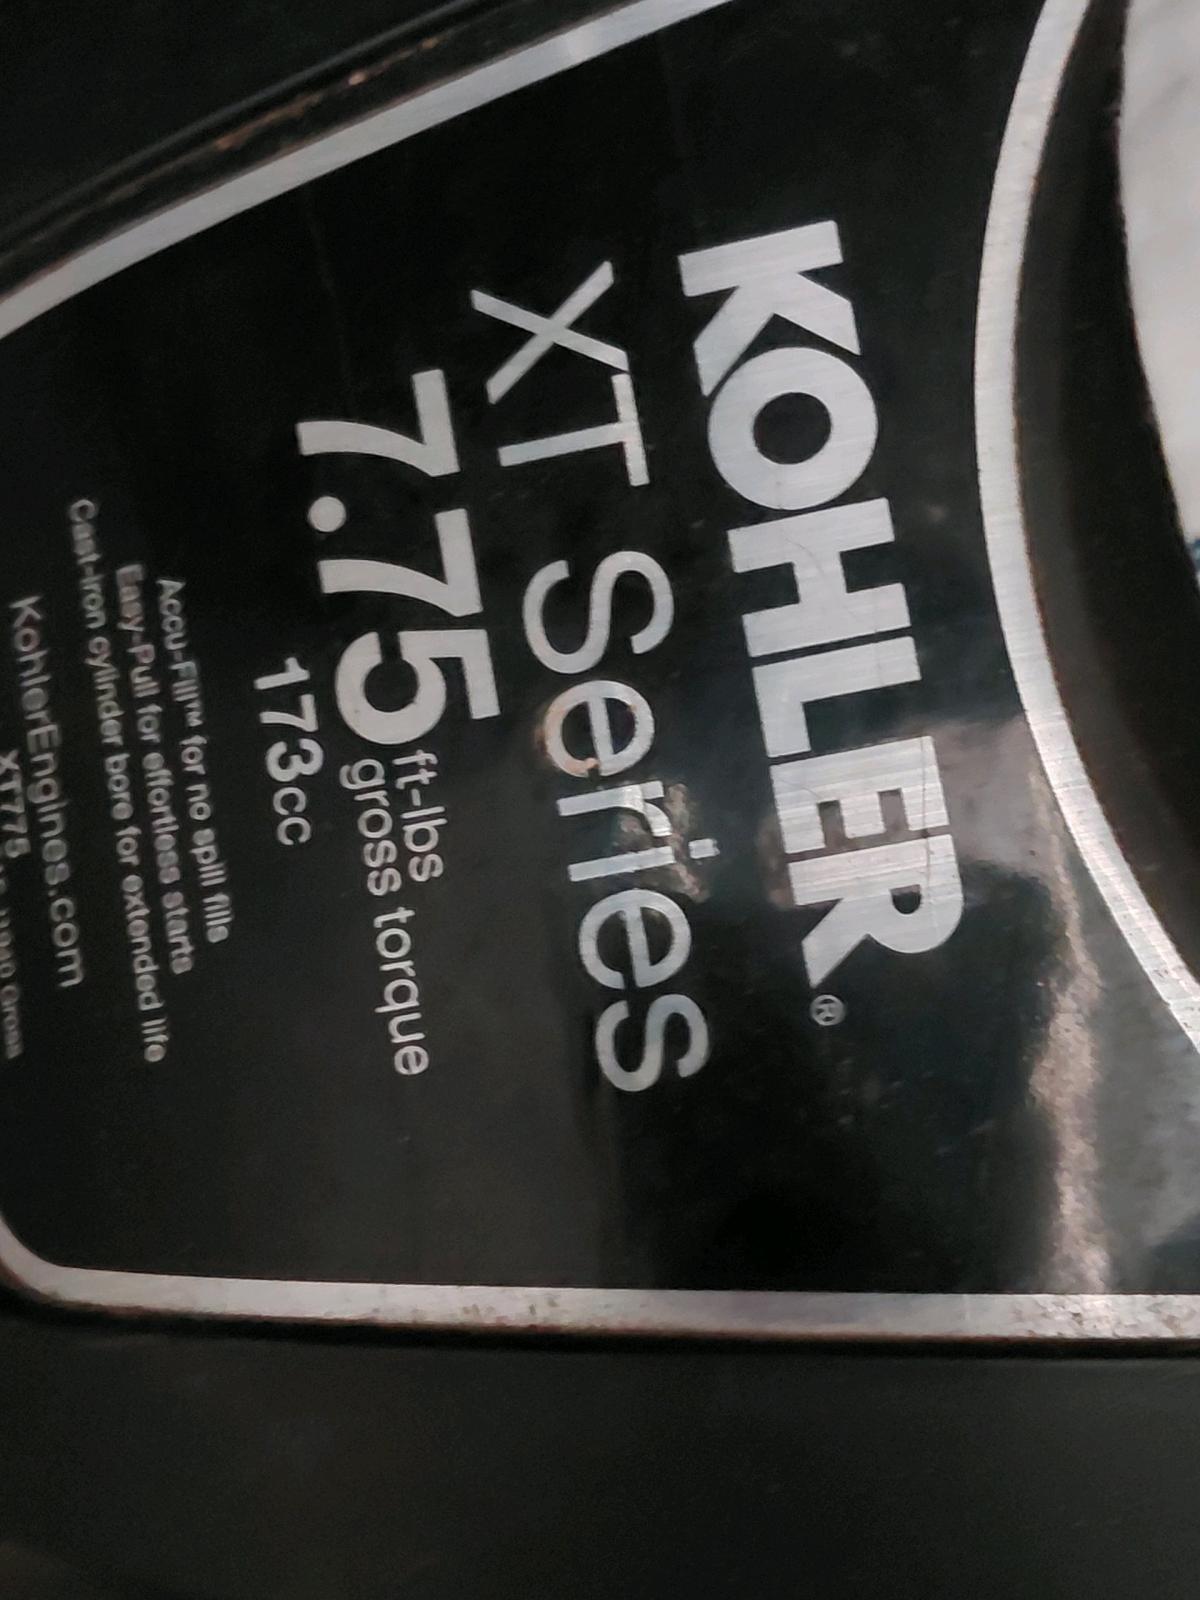 KOHLER®
XT Series
7.75 ft-lbs
gross torque
173cc
Accu-Fill™ for no spill fills
Easy-Pull for effortless starts
Cast-iron cylinder bore for extended life
KohlerEngines.com
XT775
Gross